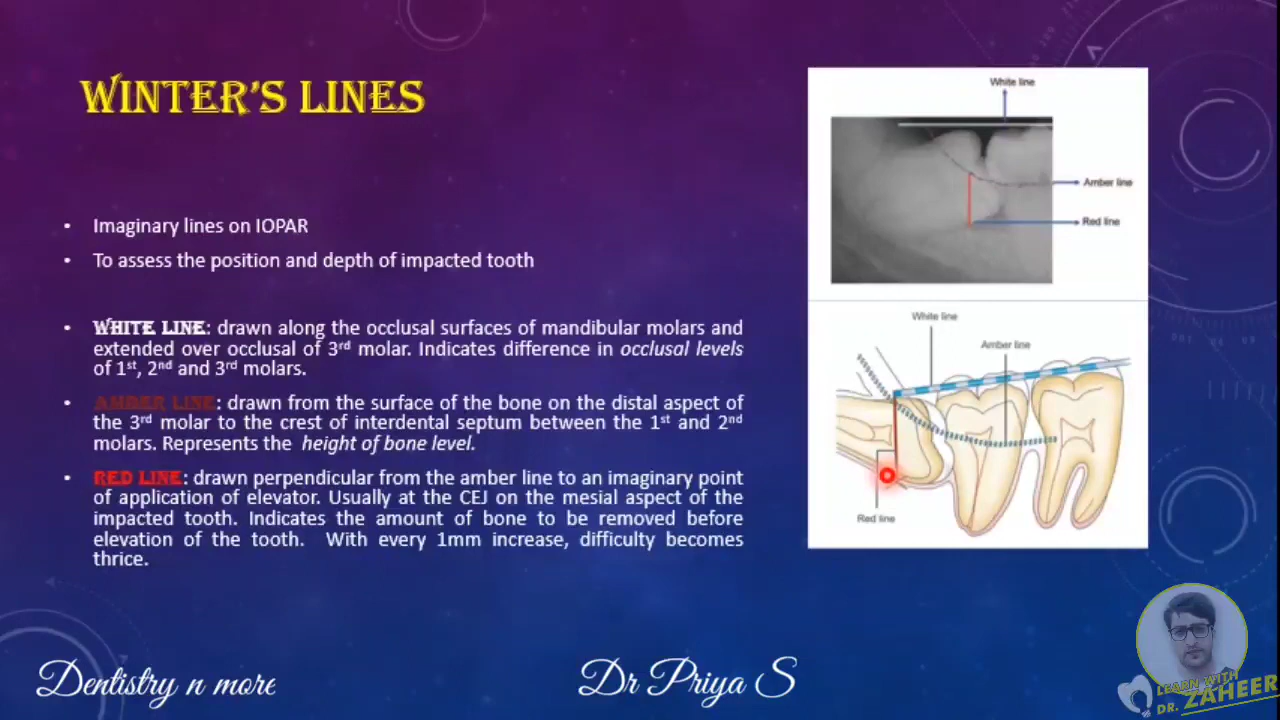 WINTER'S LINES
• Imaginary lines on IOPAR
• To assess the position and depth of impacted tooth
• WHITE LINE: drawn along the occlusal surfaces of mandibular molars and
extended over occlusal of 3rd molar. Indicates difference in occlusal levels
of 1st, 2nd and 3rd molars.
• AMBER LINE: drawn from the surface of the bone on the distal aspect of
the 3rd molar to the crest of interdental septum between the 1st and 2nd
molars. Represents the height of bone level.
• RED LINE: drawn perpendicular from the amber line to an imaginary point
of application of elevator. Usually at the CEJ on the mesial aspect of the
impacted tooth. Indicates the amount of bone to be removed before
elevation of the tooth. With every 1mm increase, difficulty becomes
thrice.
White line
Amber line
Red line
White line
Amber line
Red line
Dentistry n more
Dr Priya S
LEARN WITH
DR. ZAHEER